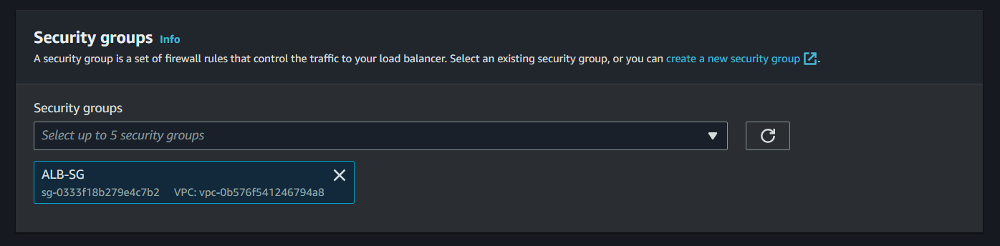 Security groups Info
A security group is a set of firewall rules that control the traffic to your load balancer. Select an existing security group, or you can create a new security group .
Security groups
Select up to 5 security groups
ALB-SG
sg-0333f18b279e4c7b2 VPC: vpc-0b576f541246794a8